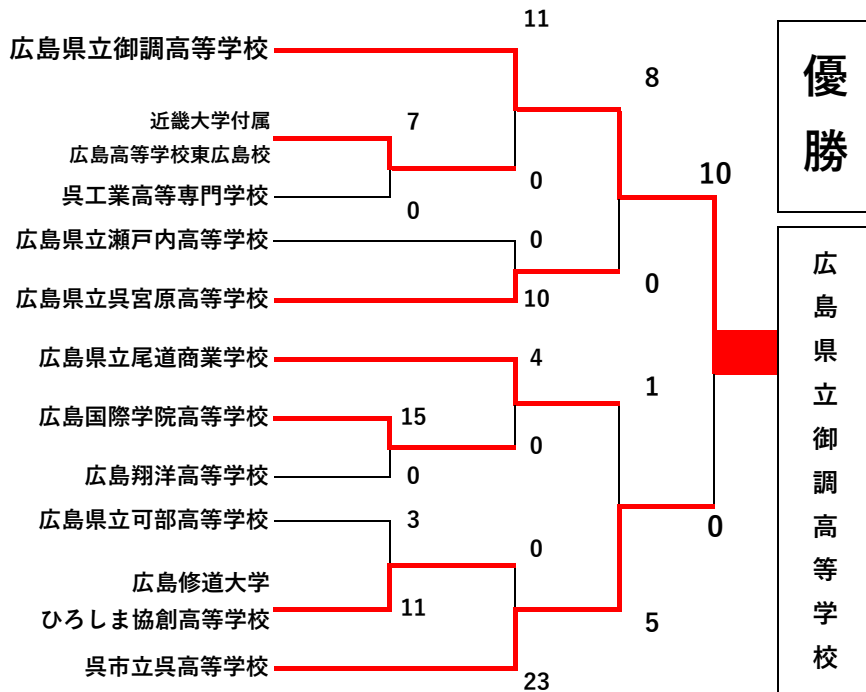 11
広島県立御調高等学校
8
優勝
近畿大学付属
7
広島高等学校東広島校
10
0
呉工業高等専門学校
0
広島県立瀬戸内高等学校
0
広島県立呉宮原高等学校
10
0
広島県立尾道商業学校
4
1
広島国際学院高等学校
15
0
広島翔洋高等学校
0
広島県立可部高等学校
3
0
0
広島修道大学
ひろしま協創高等学校
11
5
呉市立呉高等学校
23
広島県立御調高等学校